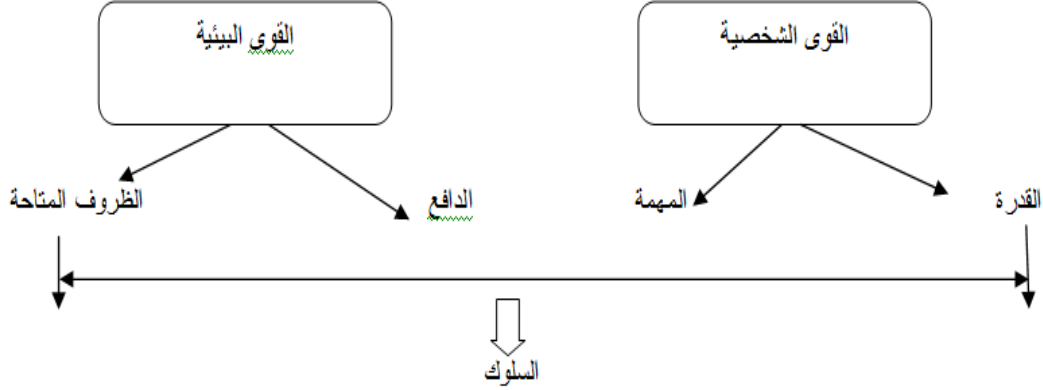 القوى الشخصية
القوى البيئية
القدرة
المهمة
الدافع
الظروف المتاحة
السلوك